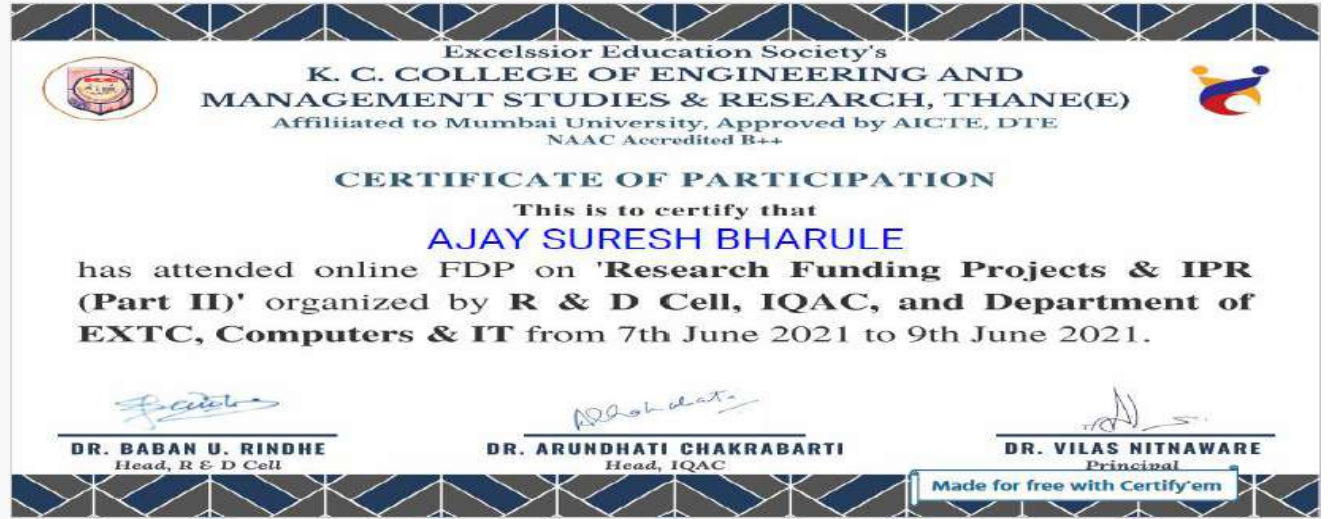 Excelssior Education Society's
K. C. COLLEGE OF ENGINEERING AND
MANAGEMENT STUDIES & RESEARCH, THANE(E)
Affiliiated to Mumbai University, Approved by AICTE, DTE
NAAC Accredited B++
CERTIFICATE OF PARTICIPATION
This is to certify that
AJAY SURESH BHARULE
has attended online FDP on 'Research Funding Projects & IPR
(Part II)' organized by R & D Cell, IQAC, and Department of
EXTC, Computers & IT from 7th June 2021 to 9th June 2021.
DR. BABAN U. RINDHE
Head, R & D Cell
DR. ARUNDHATI CHAKRABARTI
Head, IQAC
DR. VILAS NITNAWARE
Principal
Made for free with Certify'em